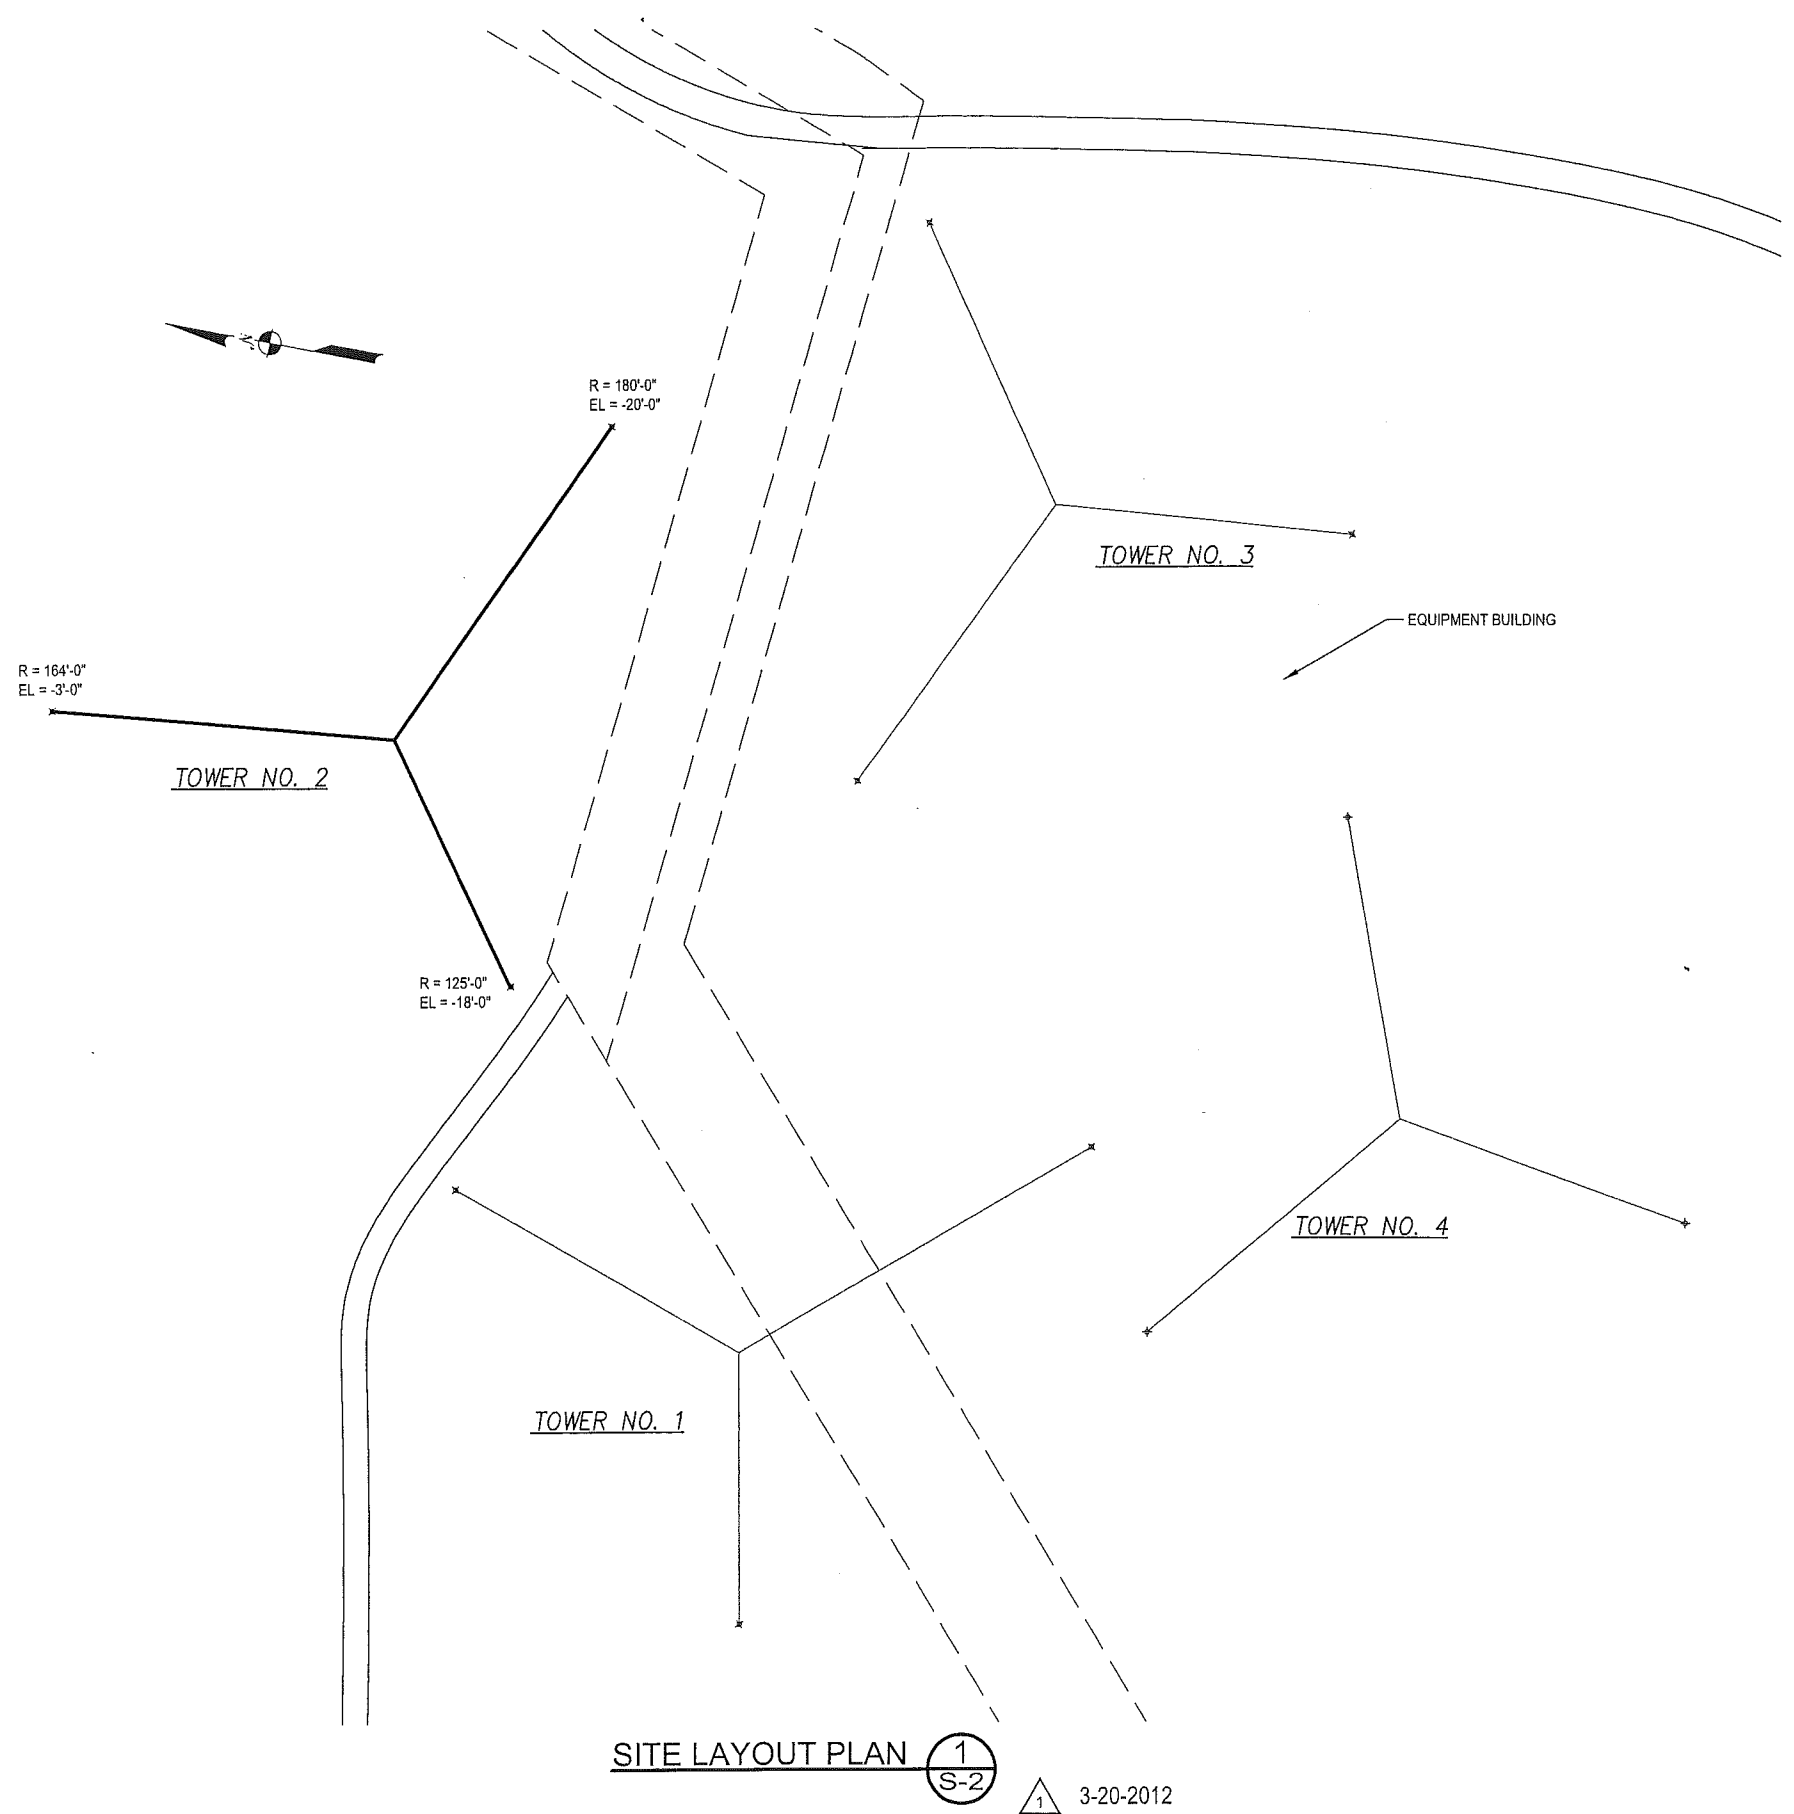 R = 180'-0"
EL = -20'-0"
TOWER NO. 3
EQUIPMENT BUILDING
R = 164'-0"
EL = -3'-0"
TOWER NO. 2
R = 125'-0"
EL = -18'-0"
TOWER NO. 4
TOWER NO. 1
SITE LAYOUT PLAN
1
S-2
1
3-20-2012